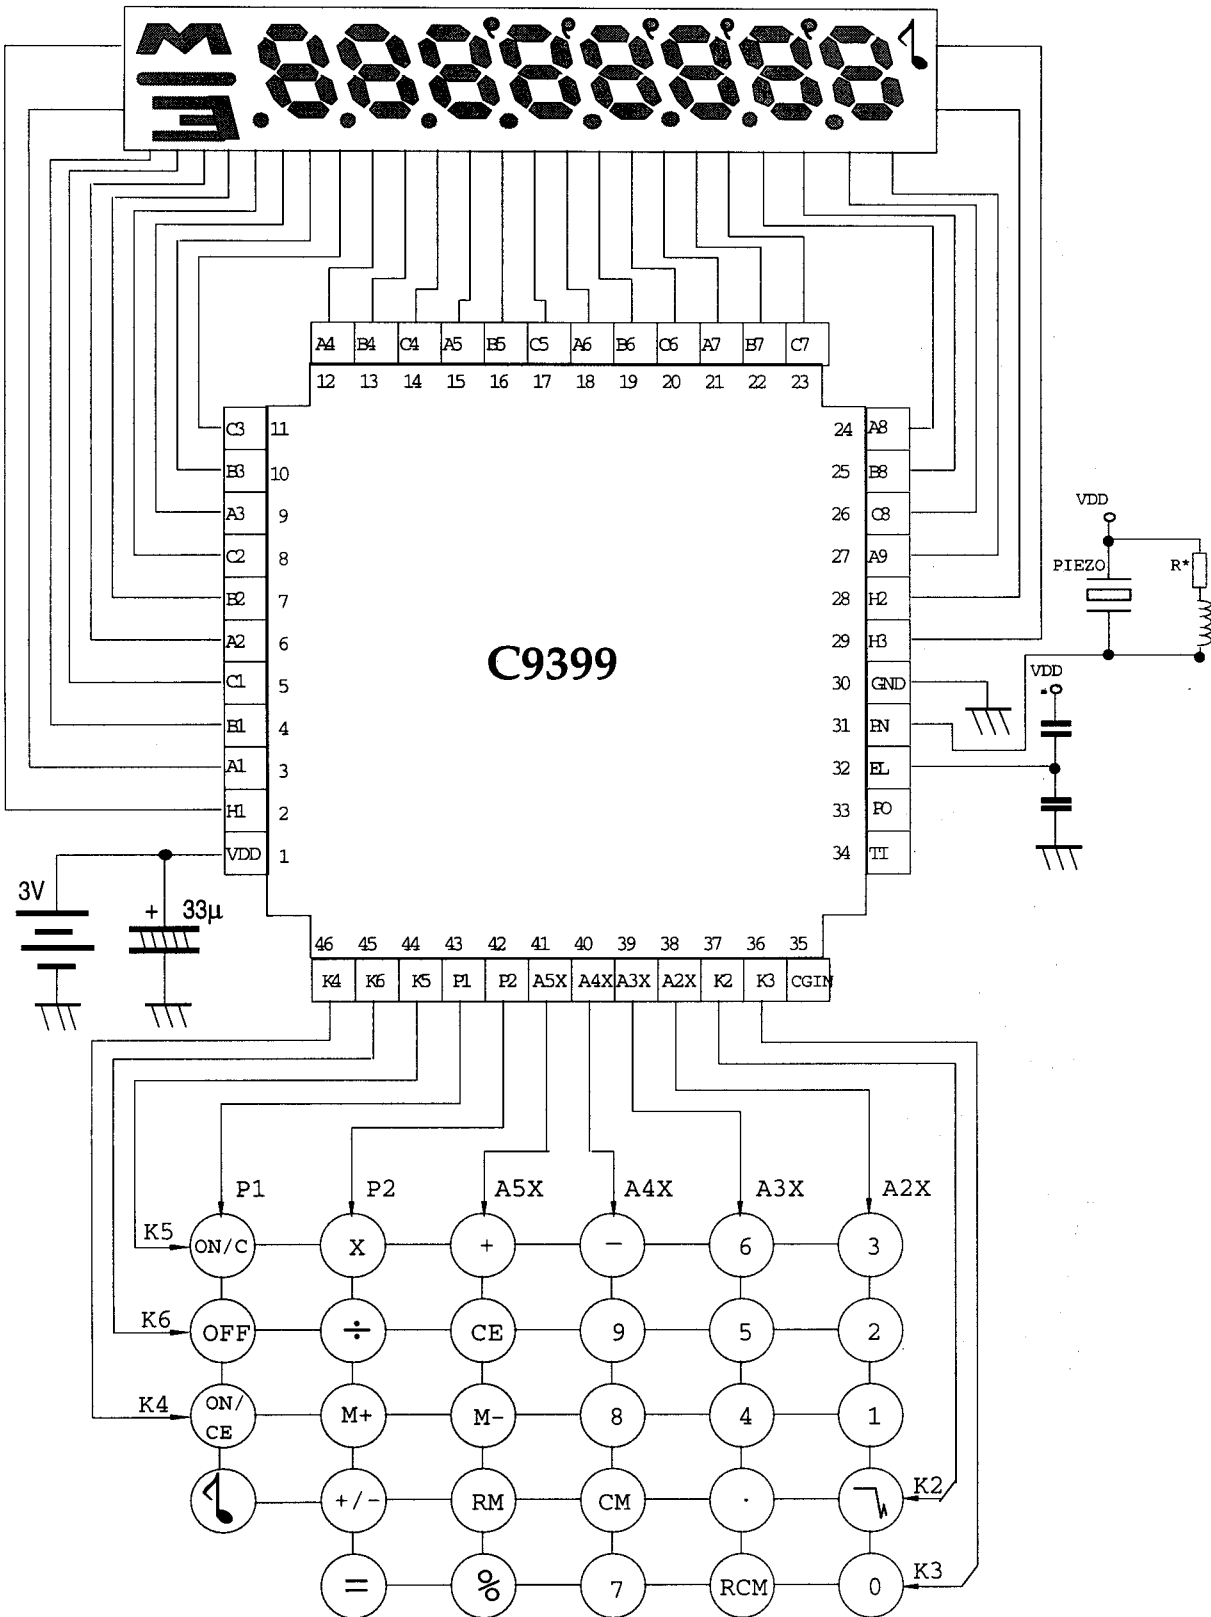 M 88888888
E
A4 B4 C4 A5 B5 C5 A6 B6 C6 A7 B7 C7
12 13 14 15 16 17 18 19 20 21 22 23
C3 11 24 A8
B3 10 25 B8
A3 9 26 C8
C2 8 27 A9
B2 7 28 H2
A2 6 29 H3
C1 5 30 GND
B1 4 31 BN
A1 3 32 EL
H1 2 33 PO
VDD 1 34 TI
C9399
VDD
PIEZO R*
VDD
3V
+ 33μ
46 45 44 43 42 41 40 39 38 37 36 35
K4 K6 K5 P1 P2 A5X A4X A3X A2X K2 K3 CGIN
P1 P2 A5X A4X A3X A2X
K5 ON/C X + − 6 3
K6 OFF ÷ CE 9 5 2
K4 ON/CE M+ M- 8 4 1
+/- RM CM . K2
= % 7 RCM 0 K3